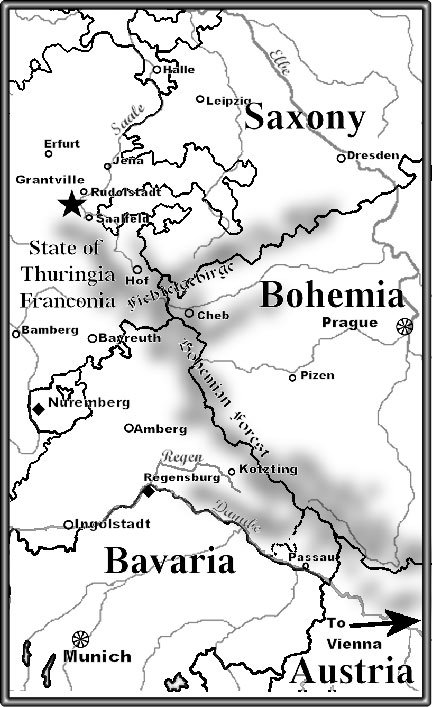 Halle
Elbe
Leipzig
Saxony
Saale
Erfurt
Jena
Dresden
Grantville
Rudolstadt
Saalfeld
State of
Thuringia
Franconia
Hof
Fiebietgebirge
Bohemia
Cheb
Prague
Bamberg
Bayreuth
Bohemian Forest
Pizen
Nuremberg
Amberg
Regen
Kotzting
Regensburg
Danube
Ingolstadt
Bavaria
Passau
To
Vienna
Munich
Austria